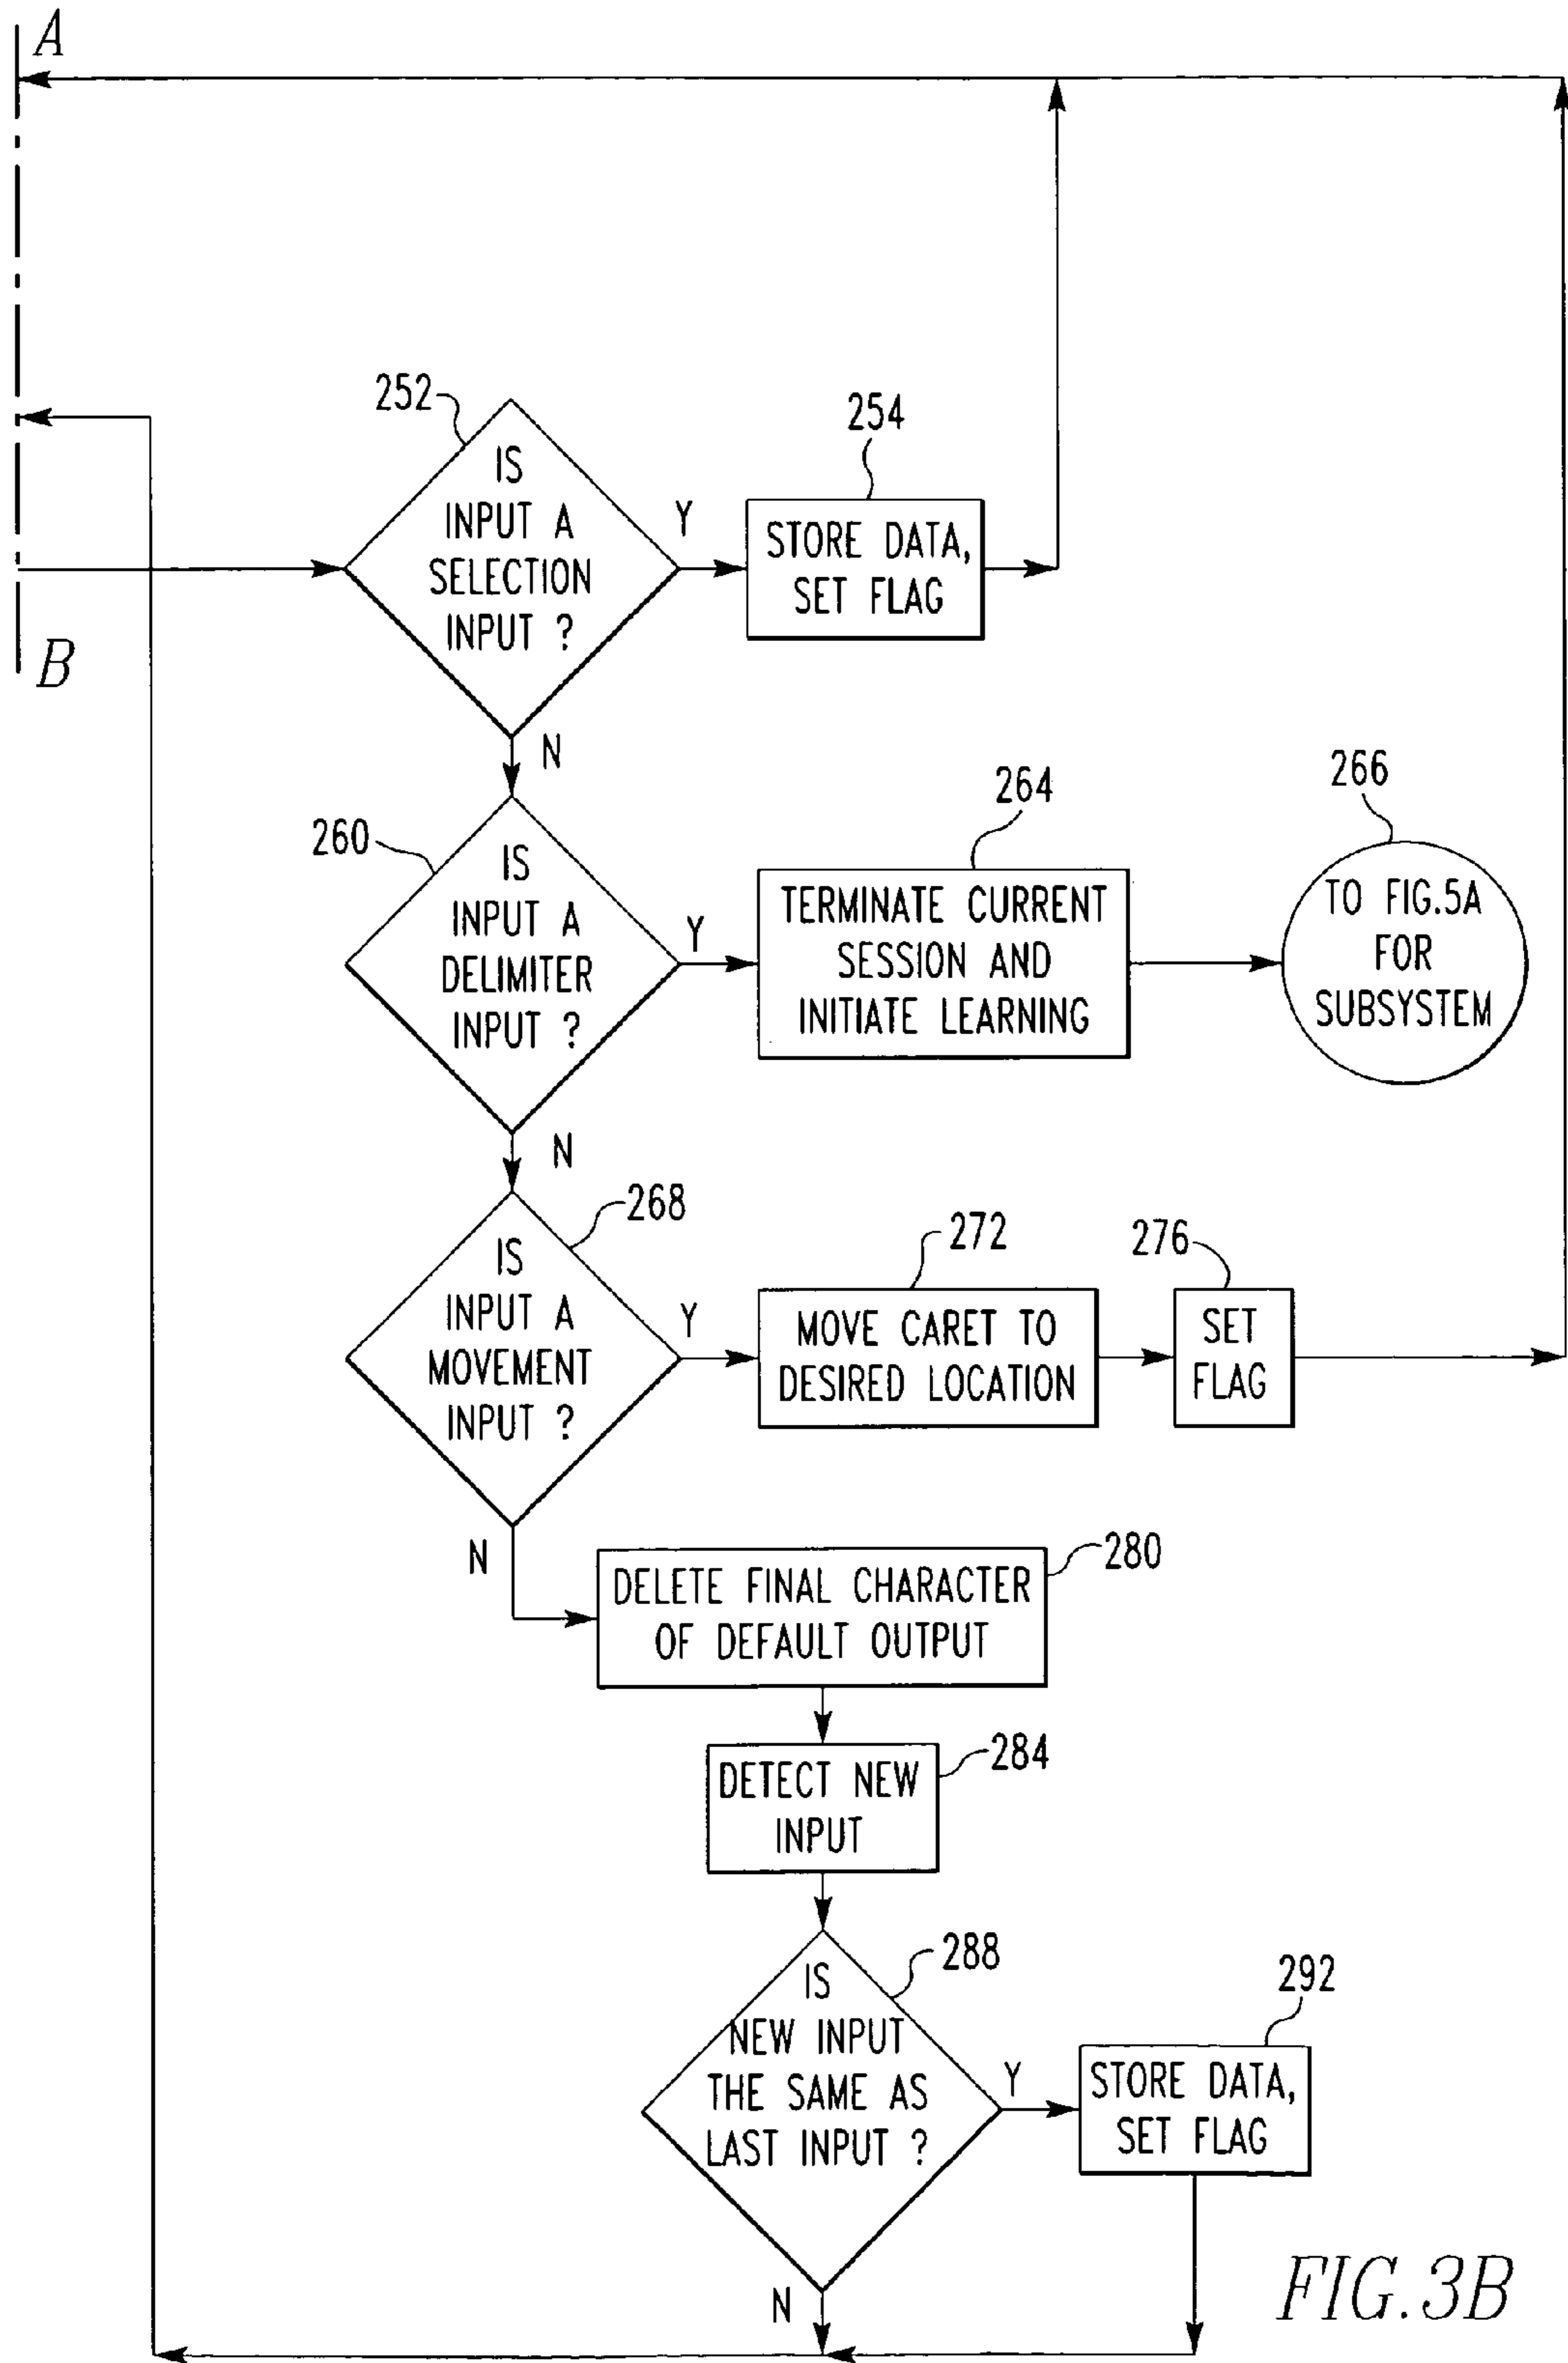 A
252
IS
INPUT A
SELECTION
INPUT ?
Y
254
STORE DATA,
SET FLAG
B
N
260
IS
INPUT A
DELIMITER
INPUT ?
Y
264
TERMINATE CURRENT
SESSION AND
INITIATE LEARNING
266
TO FIG.5A
FOR
SUBSYSTEM
N
268
IS
INPUT A
MOVEMENT
INPUT ?
Y
272
MOVE CARET TO
DESIRED LOCATION
276
SET
FLAG
N
280
DELETE FINAL CHARACTER
OF DEFAULT OUTPUT
284
DETECT NEW
INPUT
288
IS
NEW INPUT
THE SAME AS
LAST INPUT ?
Y
292
STORE DATA,
SET FLAG
N
FIG.3B